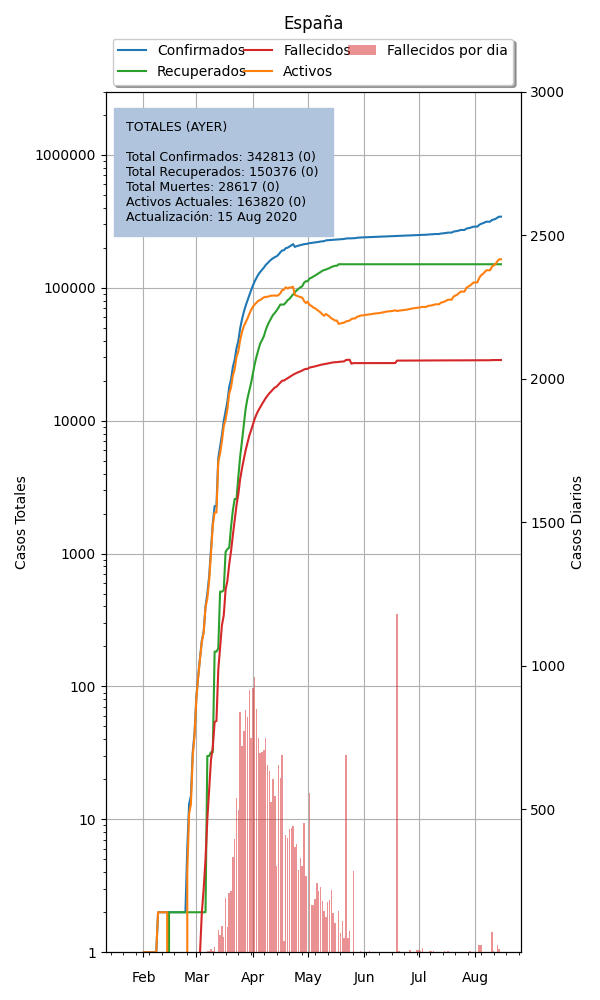 España
Confirmados
Recuperados
Fallecidos
Activos
Fallecidos por dia
TOTALES (AYER)
Total Confirmados: 342813 (0)
Total Recuperados: 150376 (0)
Total Muertes: 28617 (0)
Activos Actuales: 163820 (0)
Actualización: 15 Aug 2020
Casos Totales
1000000
100000
10000
1000
100
10
1
Casos Diarios
3000
2500
2000
1500
1000
500
Feb Mar Apr May Jun Jul Aug